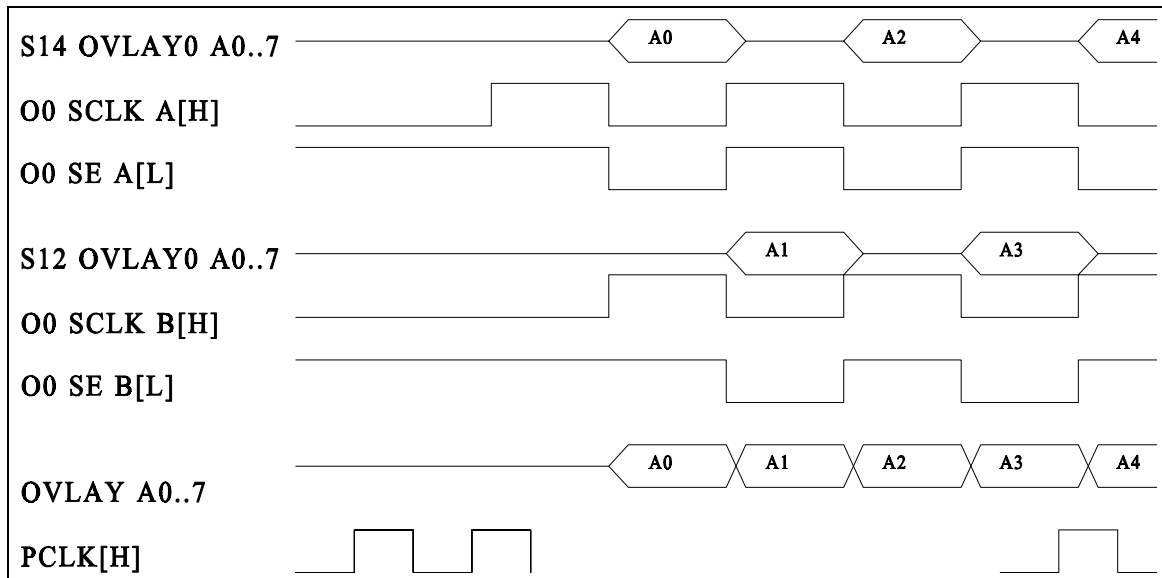 S14 OVLAY0 A0..7 A0 A2 A4
O0 SCLK A[H]
O0 SE A[L]
S12 OVLAY0 A0..7 A1 A3
O0 SCLK B[H]
O0 SE B[L]
OVLAY A0..7 A0 A1 A2 A3 A4
PCLK[H]